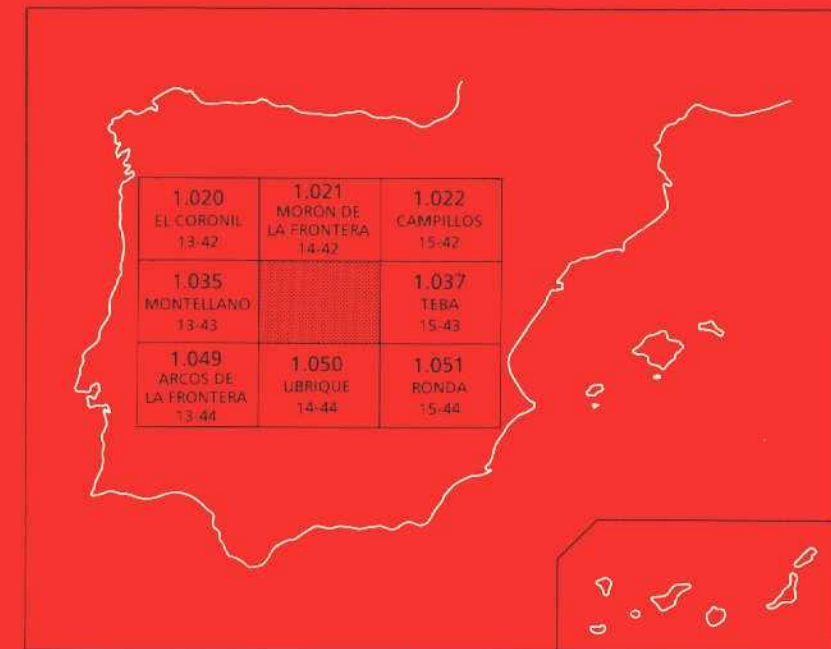 1.020
EL CORONIL
13-42
1.021
MORON DE
LA FRONTERA
14-42
1.022
CAMPILLOS
15-42
1.035
MONTELLANO
13-43
1.037
TEBA
15-43
1.049
ARCOS DE
LA FRONTERA
13-44
1.050
UBRIQUE
14-44
1.051
RONDA
15-44